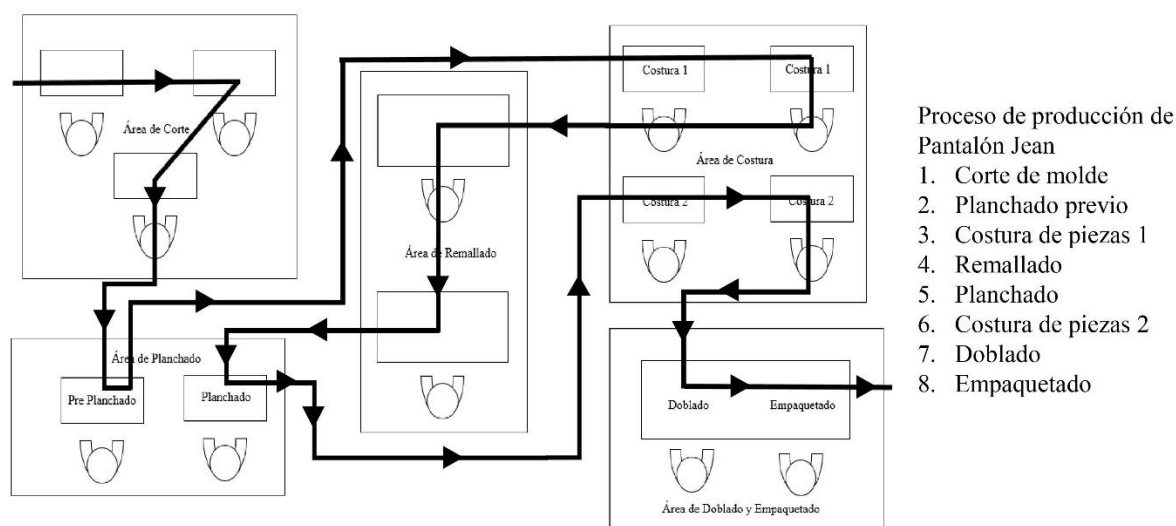 Área de Corte
Costura 1
Costura 1
Área de Costura
Costura 2
Costura 2
Área de Remallado
Área de Planchado
Pre Planchado
Planchado
Doblado
Empaquetado
Área de Doblado y Empaquetado
Proceso de producción de
Pantalón Jean
1. Corte de molde
2. Planchado previo
3. Costura de piezas 1
4. Remallado
5. Planchado
6. Costura de piezas 2
7. Doblado
8. Empaquetado